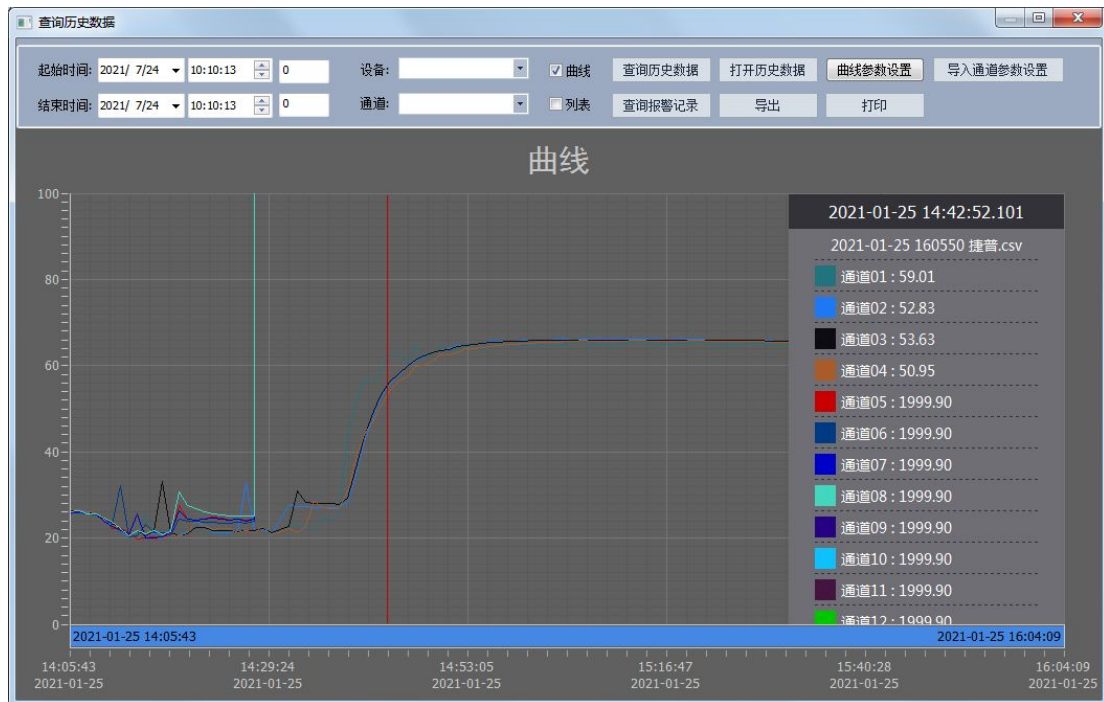 查询历史数据
起始时间: 2021/ 7/24 10:10:13 0 设备: 曲线 查询历史数据 打开历史数据 曲线参数设置 导入通道参数设置
结束时间: 2021/ 7/24 10:10:13 0 通道: 列表 查询报警记录 导出 打印
曲线
100
80
60
40
20
0
2021-01-25 14:42:52.101
2021-01-25 160550 捷普.csv
通道01 : 59.01
通道02 : 52.83
通道03 : 53.63
通道04 : 50.95
通道05 : 1999.90
通道06 : 1999.90
通道07 : 1999.90
通道08 : 1999.90
通道09 : 1999.90
通道10 : 1999.90
通道11 : 1999.90
通道12 : 1999.90
2021-01-25 14:05:43 2021-01-25 16:04:09
14:05:43 14:29:24 14:53:05 15:16:47 15:40:28 16:04:09
2021-01-25 2021-01-25 2021-01-25 2021-01-25 2021-01-25 2021-01-25